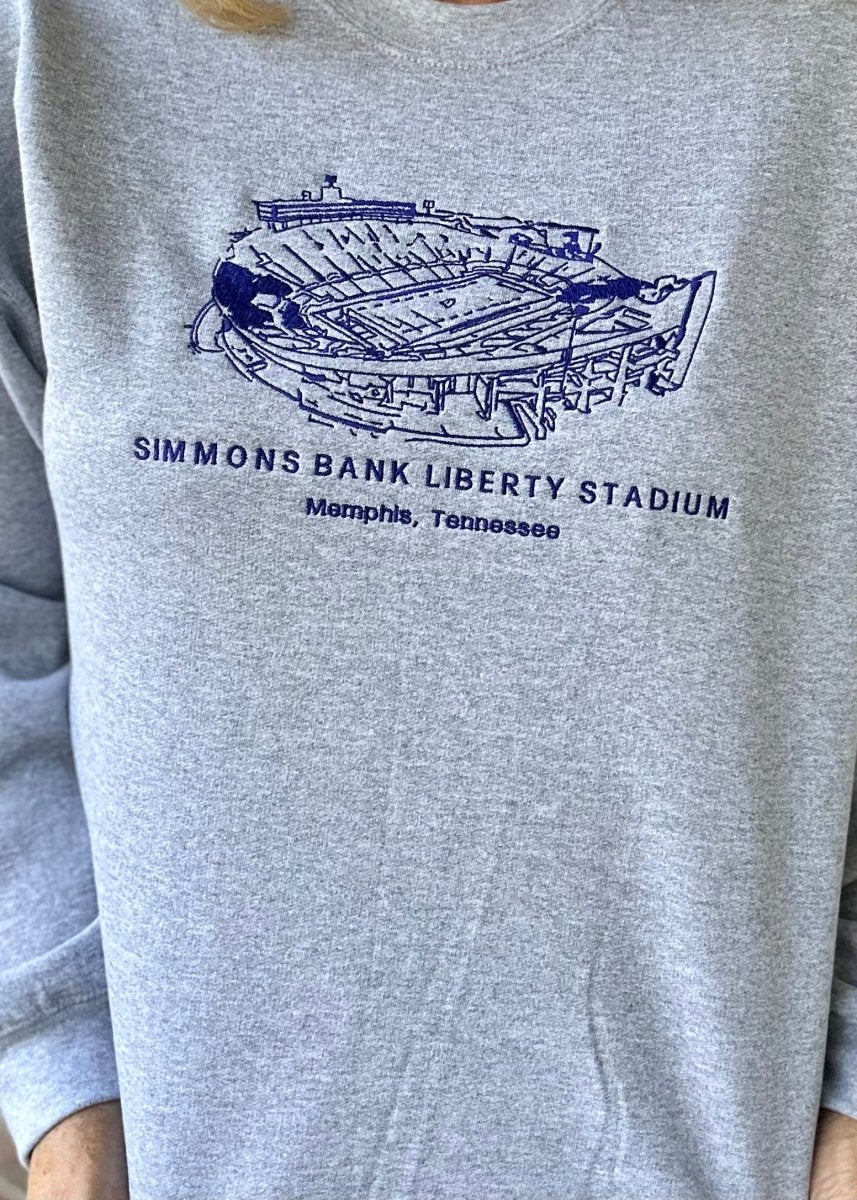 SIMMONS BANK LIBERTY STADIUM
Memphis, Tennessee